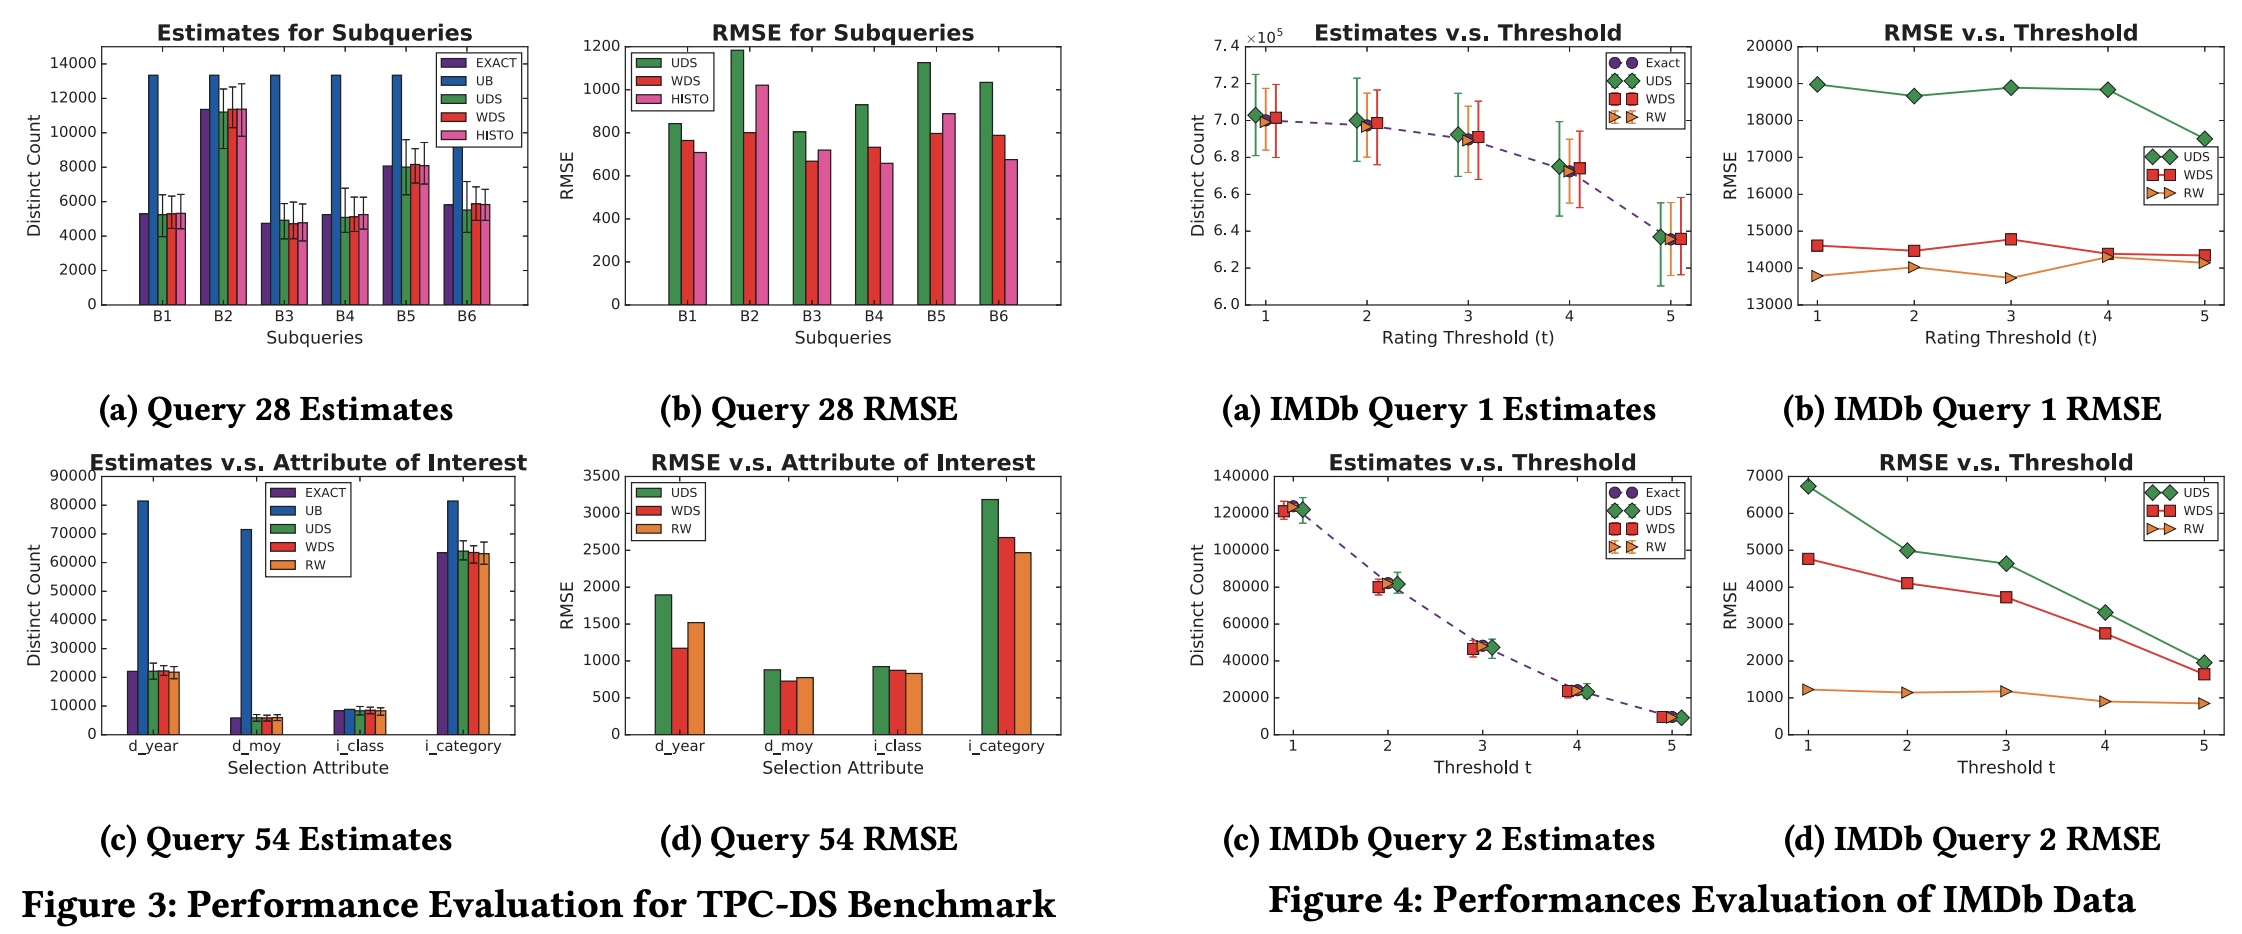 Estimates for Subqueries
14000
12000
10000
8000
6000
4000
2000
0
Distinct Count
EXACT
UB
UDS
WDS
HISTO
B1 B2 B3 B4 B5 B6
Subqueries
(a) Query 28 Estimates
RMSE for Subqueries
1200
1000
800
600
400
200
0
RMSE
UDS
WDS
HISTO
B1 B2 B3 B4 B5 B6
Subqueries
(b) Query 28 RMSE
Estimates v.s. Attribute of Interest
90000
80000
70000
60000
50000
40000
30000
20000
10000
0
Distinct Count
EXACT
UB
UDS
WDS
RW
d_year d_moy i_class i_category
Selection Attribute
(c) Query 54 Estimates
RMSE v.s. Attribute of Interest
3500
3000
2500
2000
1500
1000
500
0
RMSE
UDS
WDS
RW
d_year d_moy i_class i_category
Selection Attribute
(d) Query 54 RMSE
Figure 3: Performance Evaluation for TPC-DS Benchmark
Estimates v.s. Threshold
×10⁵
7.4
7.2
7.0
6.8
6.6
6.4
6.2
6.0
Distinct Count
Exact
UDS
WDS
RW
1 2 3 4 5
Rating Threshold (t)
(a) IMDb Query 1 Estimates
RMSE v.s. Threshold
20000
19000
18000
17000
16000
15000
14000
13000
RMSE
UDS
WDS
RW
1 2 3 4 5
Rating Threshold (t)
(b) IMDb Query 1 RMSE
Estimates v.s. Threshold
140000
120000
100000
80000
60000
40000
20000
0
Distinct Count
Exact
UDS
WDS
RW
1 2 3 4 5
Threshold t
(c) IMDb Query 2 Estimates
RMSE v.s. Threshold
7000
6000
5000
4000
3000
2000
1000
0
RMSE
UDS
WDS
RW
1 2 3 4 5
Threshold t
(d) IMDb Query 2 RMSE
Figure 4: Performances Evaluation of IMDb Data